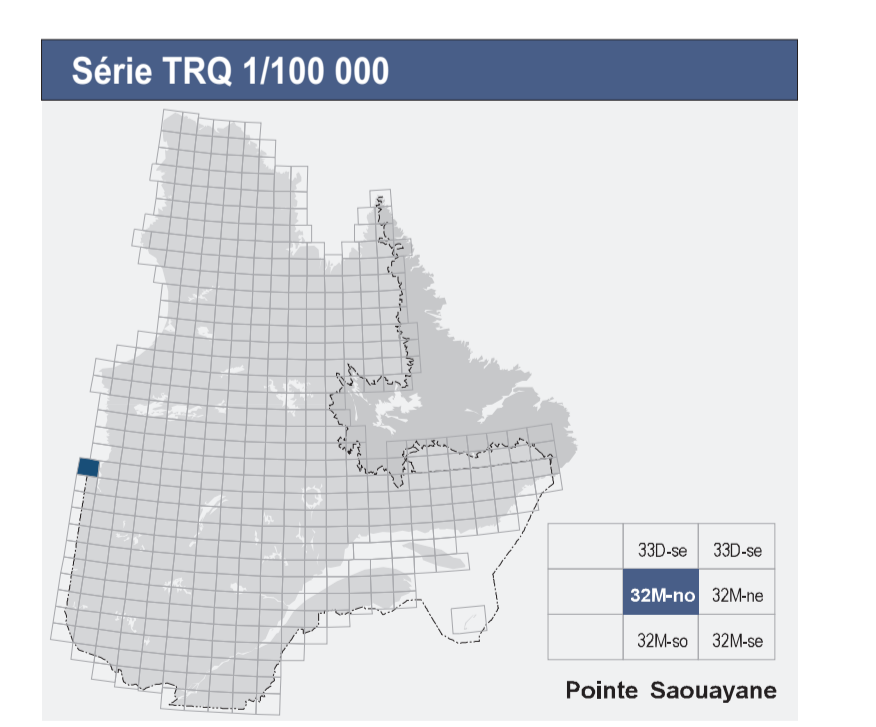 Série TRQ 1/100 000
33D-se 33D-se
32M-no 32M-ne
32M-so 32M-se
Pointe Saouayane